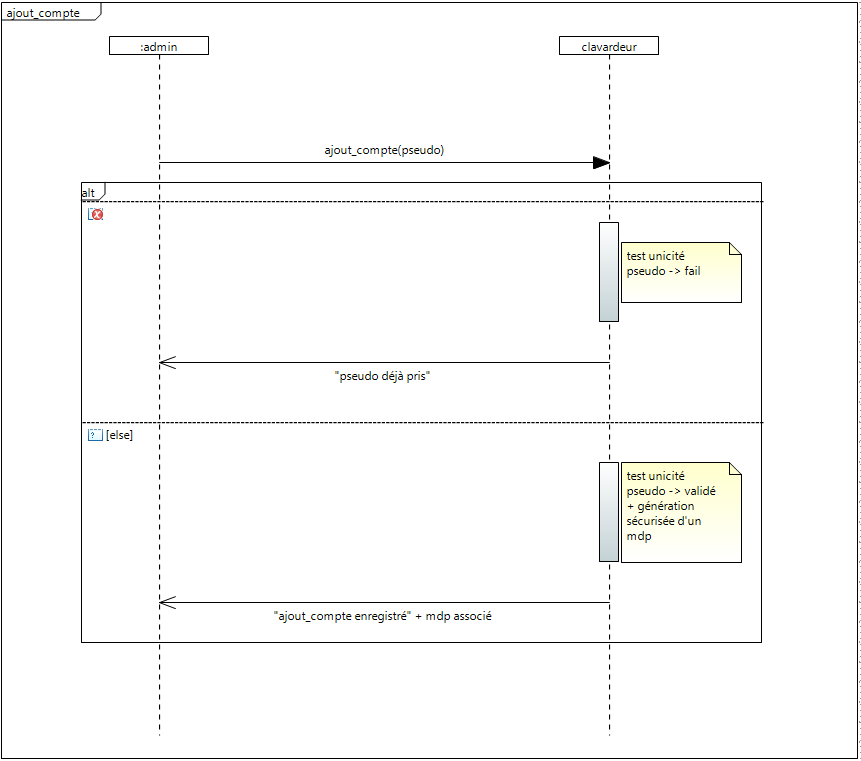 ajout_compte
:admin
clavardeur
ajout_compte(pseudo)
alt
test unicité
pseudo -> fail
"pseudo déjà pris"
[else]
test unicité
pseudo -> validé
+ génération
sécurisée d'un
mdp
"ajout_compte enregistré" + mdp associé